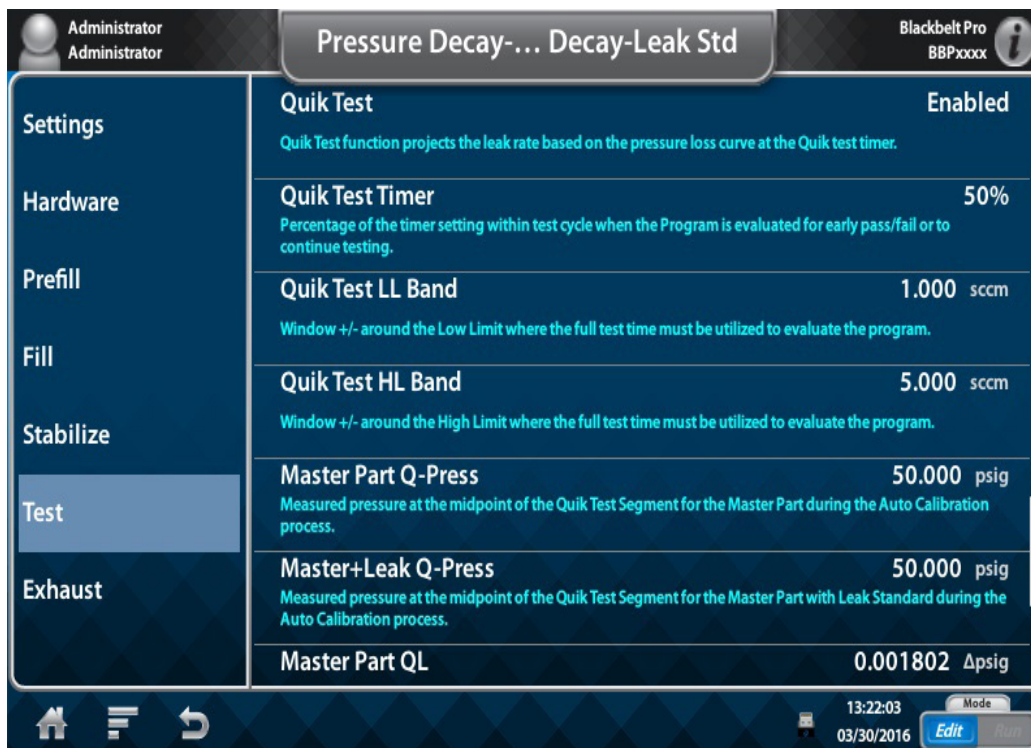 Administrator
Administrator
Pressure Decay-... Decay-Leak Std
Blackbelt Pro
BBPxxxx
i
Settings
Hardware
Prefill
Fill
Stabilize
Test
Exhaust
Quik Test Enabled
Quik Test function projects the leak rate based on the pressure loss curve at the Quik test timer.
Quik Test Timer 50%
Percentage of the timer setting within test cycle when the Program is evaluated for early pass/fail or to
continue testing.
Quik Test LL Band 1.000 sccm
Window +/- around the Low Limit where the full test time must be utilized to evaluate the program.
Quik Test HL Band 5.000 sccm
Window +/- around the High Limit where the full test time must be utilized to evaluate the program.
Master Part Q-Press 50.000 psig
Measured pressure at the midpoint of the Quik Test Segment for the Master Part during the Auto Calibration
process.
Master+Leak Q-Press 50.000 psig
Measured pressure at the midpoint of the Quik Test Segment for the Master Part with Leak Standard during the
Auto Calibration process.
Master Part QL 0.001802 Δpsig
13:22:03
03/30/2016
Mode
Edit Run